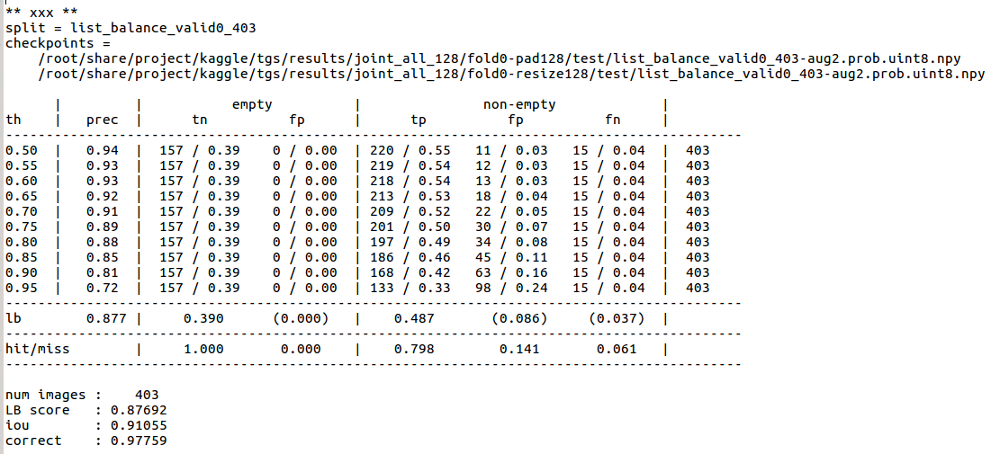 ** xxx **
split = list_balance_valid0_403
checkpoints =
    /root/share/project/kaggle/tgs/results/joint_all_128/fold0-pad128/test/list_balance_valid0_403-aug2.prob.uint8.npy
    /root/share/project/kaggle/tgs/results/joint_all_128/fold0-resize128/test/list_balance_valid0_403-aug2.prob.uint8.npy

      |         |           empty          |               non-empty             |
th    |   prec  |      tn          fp      |      tp          fp          fn     |
-------------------------------------------------------------------------------------------
0.50  |   0.94  |  157 / 0.39    0 / 0.00  | 220 / 0.55   11 / 0.03   15 / 0.04  |  403
0.55  |   0.93  |  157 / 0.39    0 / 0.00  | 219 / 0.54   12 / 0.03   15 / 0.04  |  403
0.60  |   0.93  |  157 / 0.39    0 / 0.00  | 218 / 0.54   13 / 0.03   15 / 0.04  |  403
0.65  |   0.92  |  157 / 0.39    0 / 0.00  | 213 / 0.53   18 / 0.04   15 / 0.04  |  403
0.70  |   0.91  |  157 / 0.39    0 / 0.00  | 209 / 0.52   22 / 0.05   15 / 0.04  |  403
0.75  |   0.89  |  157 / 0.39    0 / 0.00  | 201 / 0.50   30 / 0.07   15 / 0.04  |  403
0.80  |   0.88  |  157 / 0.39    0 / 0.00  | 197 / 0.49   34 / 0.08   15 / 0.04  |  403
0.85  |   0.85  |  157 / 0.39    0 / 0.00  | 186 / 0.46   45 / 0.11   15 / 0.04  |  403
0.90  |   0.81  |  157 / 0.39    0 / 0.00  | 168 / 0.42   63 / 0.16   15 / 0.04  |  403
0.95  |   0.72  |  157 / 0.39    0 / 0.00  | 133 / 0.33   98 / 0.24   15 / 0.04  |  403
-------------------------------------------------------------------------------------------
lb        0.877 |     0.390      (0.000)   |    0.487       (0.086)     (0.037)  |
-------------------------------------------------------------------------------------------
hit/miss        |     1.000       0.000    |    0.798        0.141       0.061   |
-------------------------------------------------------------------------------------------

num images :    403
LB score   : 0.87692
iou        : 0.91055
correct    : 0.97759